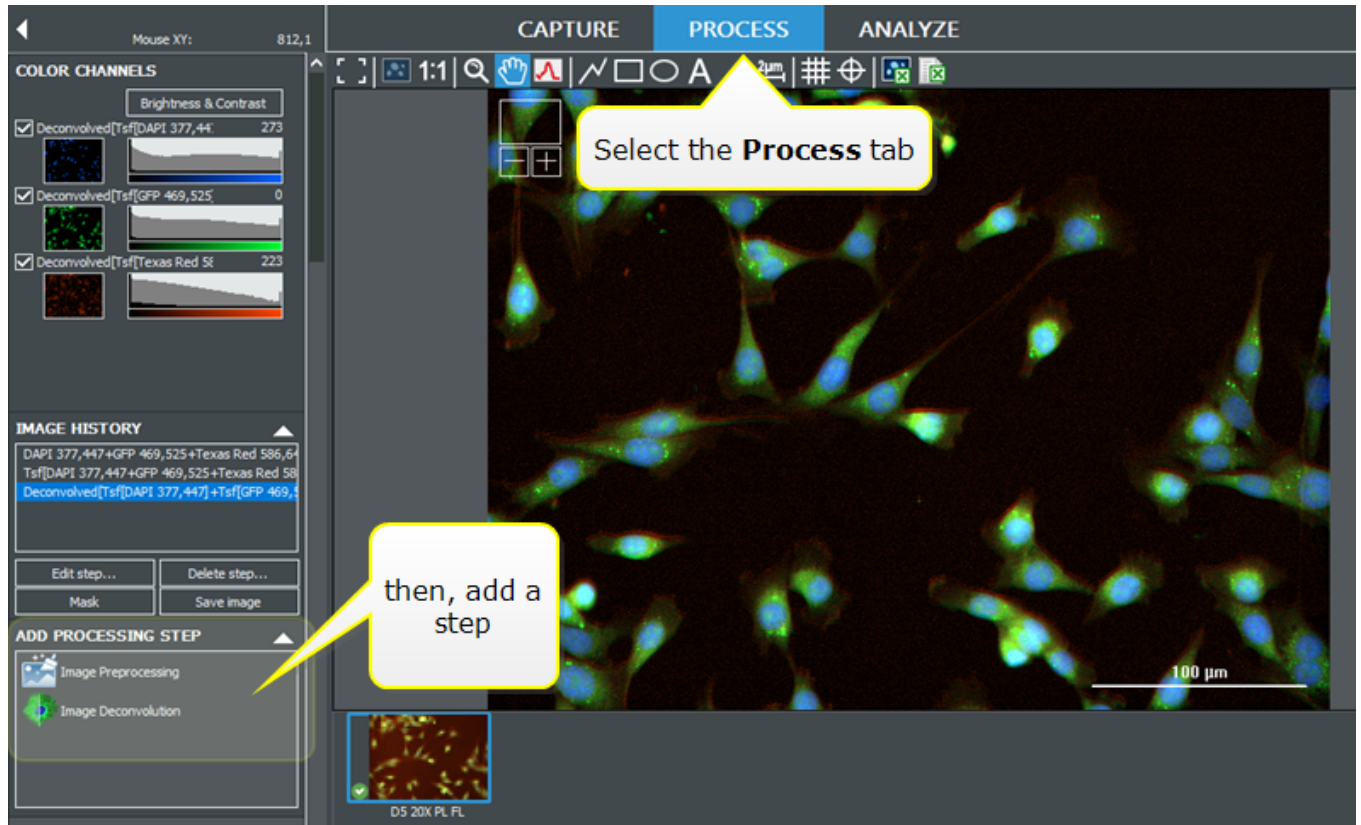 Mouse XY: 812,1
CAPTURE PROCESS ANALYZE
COLOR CHANNELS
1:1 A 2µm
Brightness & Contrast
Select the Process tab
Deconvolved[Tsf[DAPI 377,44 273
Deconvolved[Tsf[GFP 469,525 0
Deconvolved[Tsf[Texas Red 58 223
IMAGE HISTORY
DAPI 377,447+GFP 469,525+Texas Red 586,64
Tsf[DAPI 377,447+GFP 469,525+Texas Red 58
Deconvolved[Tsf[DAPI 377,447]+Tsf[GFP 469,5
Edit step... Delete step...
Mask Save image
then, add a
step
ADD PROCESSING STEP
Image Preprocessing
Image Deconvolution
100 µm
D5 20X PL FL